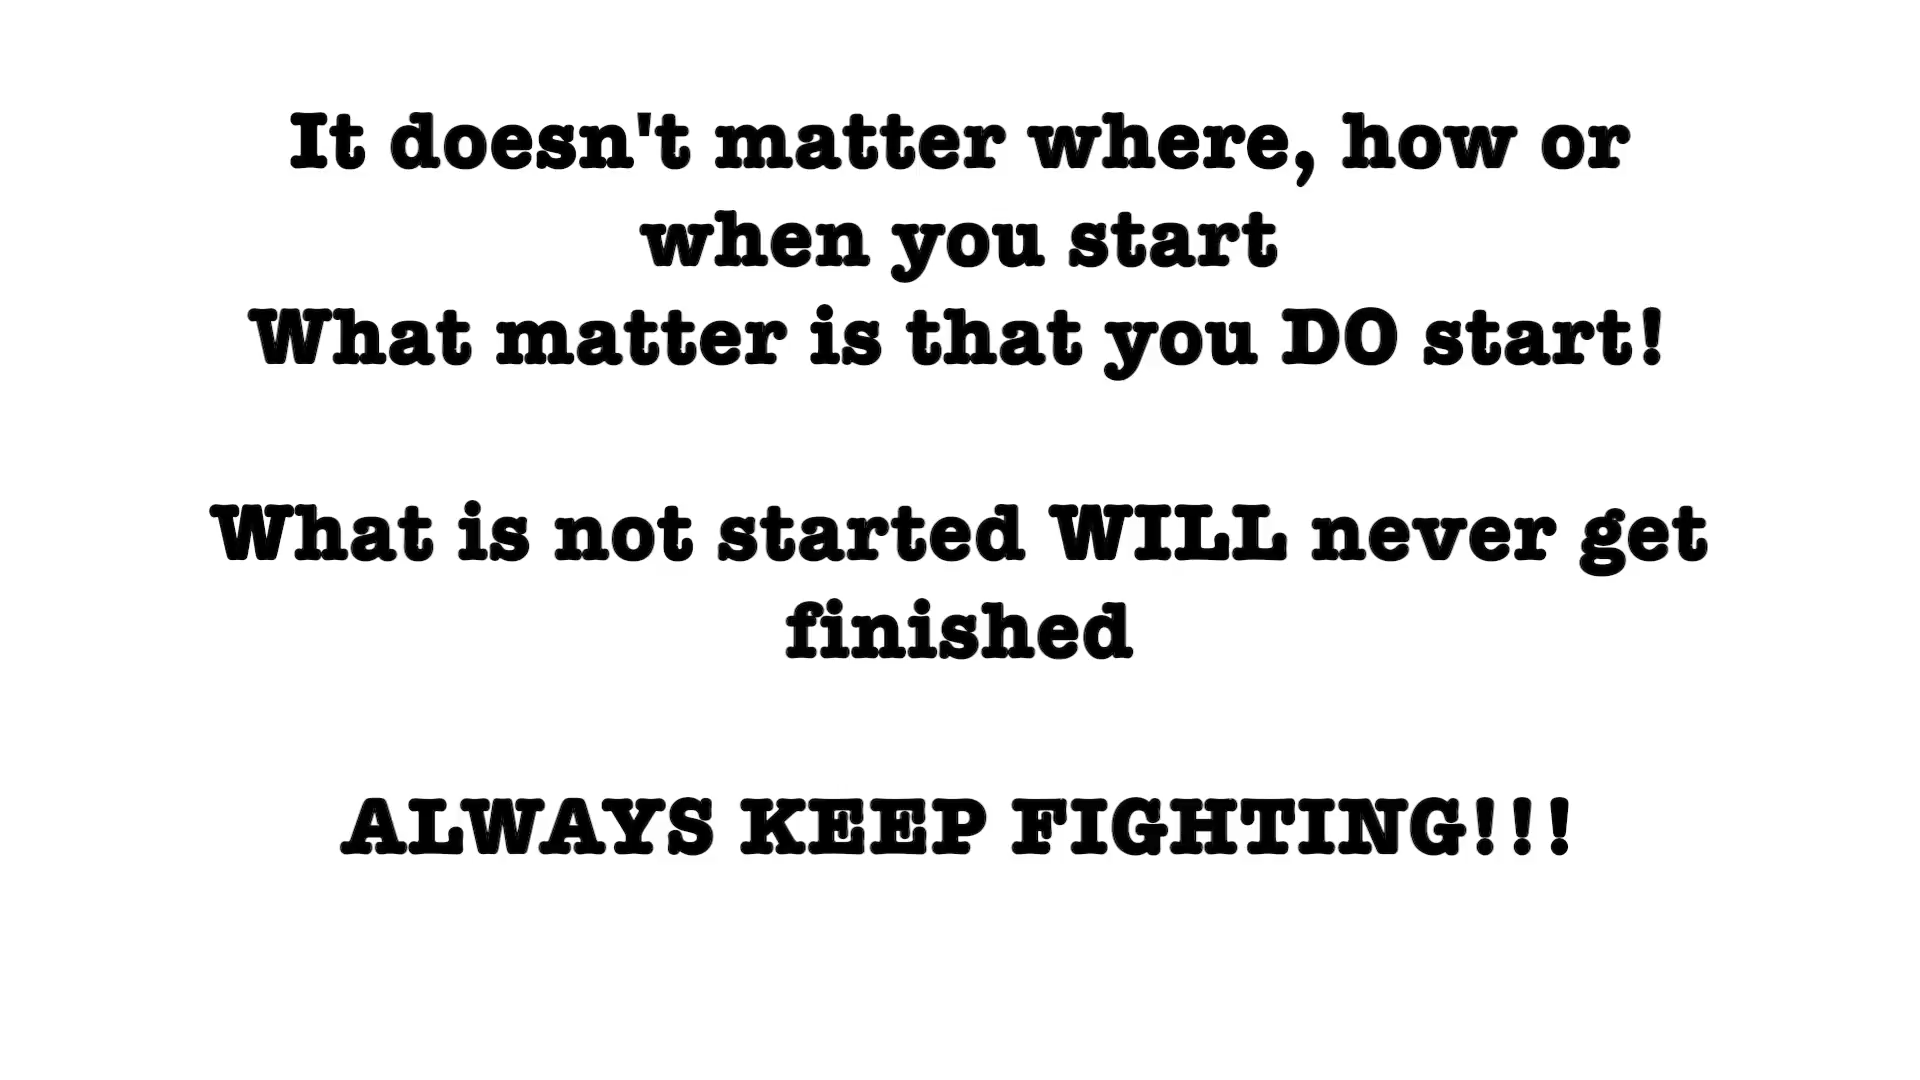 It doesn't matter where, how or
when you start
What matter is that you DO start!
What is not started WILL never get
finished
ALWAYS KEEP FIGHTING!!!